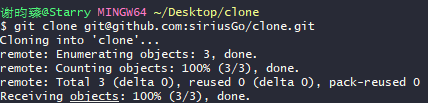 谢昀臻@Starry MINGW64 ~/Desktop/clone
$ git clone git@github.com:siriusGo/clone.git
Cloning into 'clone'...
remote: Enumerating objects: 3, done.
remote: Counting objects: 100% (3/3), done.
remote: Total 3 (delta 0), reused 0 (delta 0), pack-reused 0
Receiving objects: 100% (3/3), done.